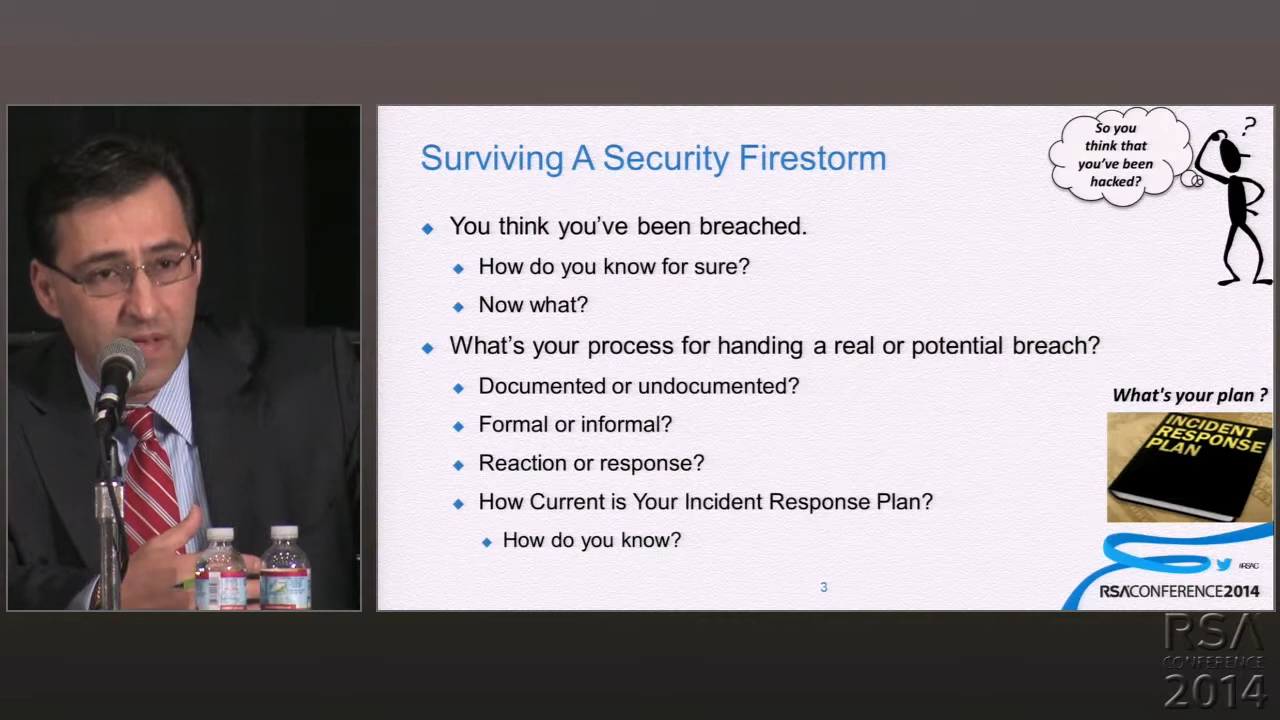 Surviving A Security Firestorm
So you
think that
you've been
hacked?
?
You think you've been breached.
How do you know for sure?
Now what?
What's your process for handing a real or potential breach?
Documented or undocumented?
Formal or informal?
Reaction or response?
How Current is Your Incident Response Plan?
How do you know?
What's your plan ?
INCIDENT
RESPONSE
PLAN
3
#RSAC
RSACONFERENCE2014
RSA
CONFERENCE
2014